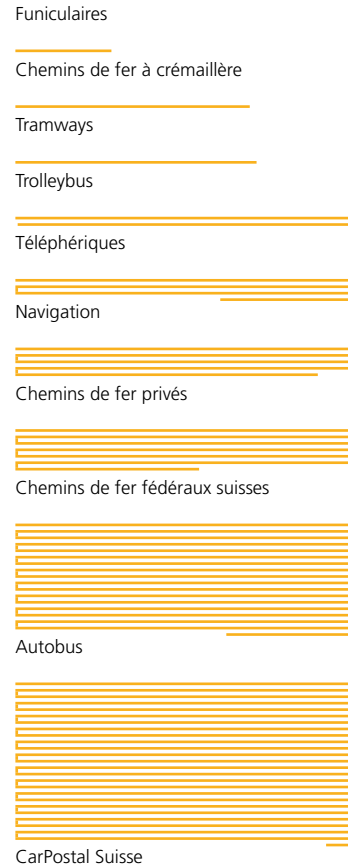 Funiculaires
Chemins de fer à crémaillère
Tramways
Trolleybus
Téléphériques
Navigation
Chemins de fer privés
Chemins de fer fédéraux suisses
Autobus
CarPostal Suisse